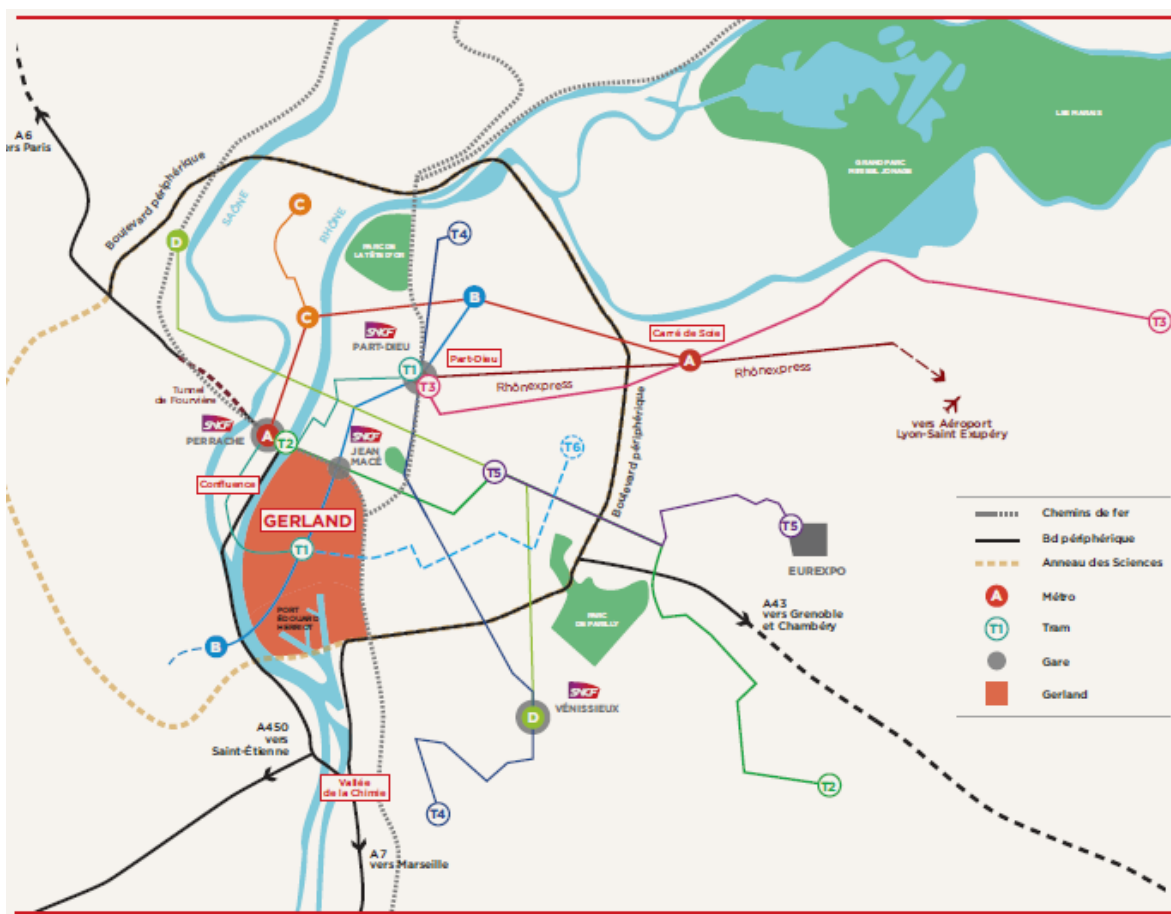 A6
ers Paris
Boulevard périphérique
SAÔNE
RHÔNE
C
D
T4
PARC DE
LA TÊTE D'OR
GRAND PARC
MIRIBEL JONAGE
LES MARAIS
C
B
SNCF
PART-DIEU
Part-Dieu
Carré de Soie
A
T3
T1
T3
Rhônexpress
Rhônexpress
vers Aéroport
Lyon-Saint Exupéry
Tunnel
de Fourvière
SNCF
PERRACHE
A
T2
SNCF
JEAN
MACÉ
T6
T5
Boulevard périphérique
Confluence
GERLAND
T1
T5
EUREXPO
PORT
ÉDOUARD
HERRIOT
B
PARC
DE PARILLY
A43
vers Grenoble
et Chambéry
SNCF
VÉNISSIEUX
D
A450
vers
Saint-Étienne
Vallée
de la Chimie
T4
T2
A7
vers Marseille
Chemins de fer
Bd périphérique
Anneau des Sciences
A Métro
T1 Tram
Gare
Gerland